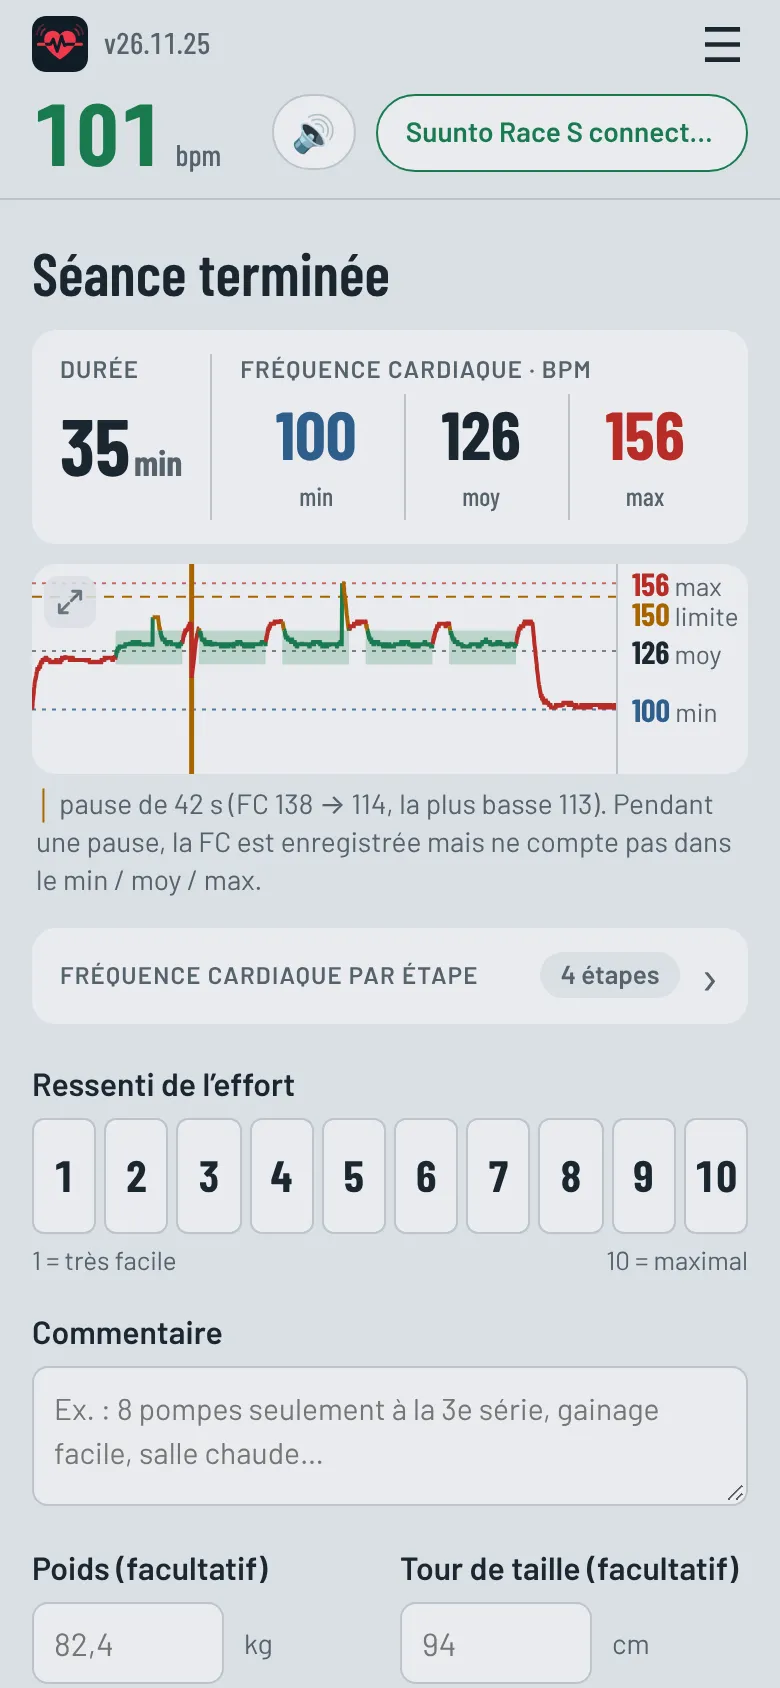 v26.11.25
101 bpm
Suunto Race S connect...
Séance terminée
DURÉE
35 min
FRÉQUENCE CARDIAQUE · BPM
100
min
126
moy
156
max
156 max
150 limite
126 moy
100 min
pause de 42 s (FC 138 → 114, la plus basse 113). Pendant
une pause, la FC est enregistrée mais ne compte pas dans
le min / moy / max.
FRÉQUENCE CARDIAQUE PAR ÉTAPE
4 étapes
Ressenti de l’effort
1 2 3 4 5 6 7 8 9 10
1 = très facile
10 = maximal
Commentaire
Ex. : 8 pompes seulement à la 3e série, gainage
facile, salle chaude...
Poids (facultatif)
82,4 kg
Tour de taille (facultatif)
94 cm